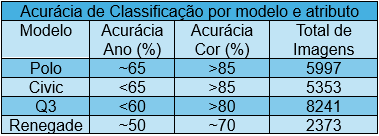 Acurácia de Classificação por modelo e atributo
Modelo Acurácia Ano (%) Acurácia Cor (%) Total de Imagens
Polo ~65 >85 5997
Civic <65 >85 5353
Q3 <60 >80 8241
Renegade ~50 ~70 2373